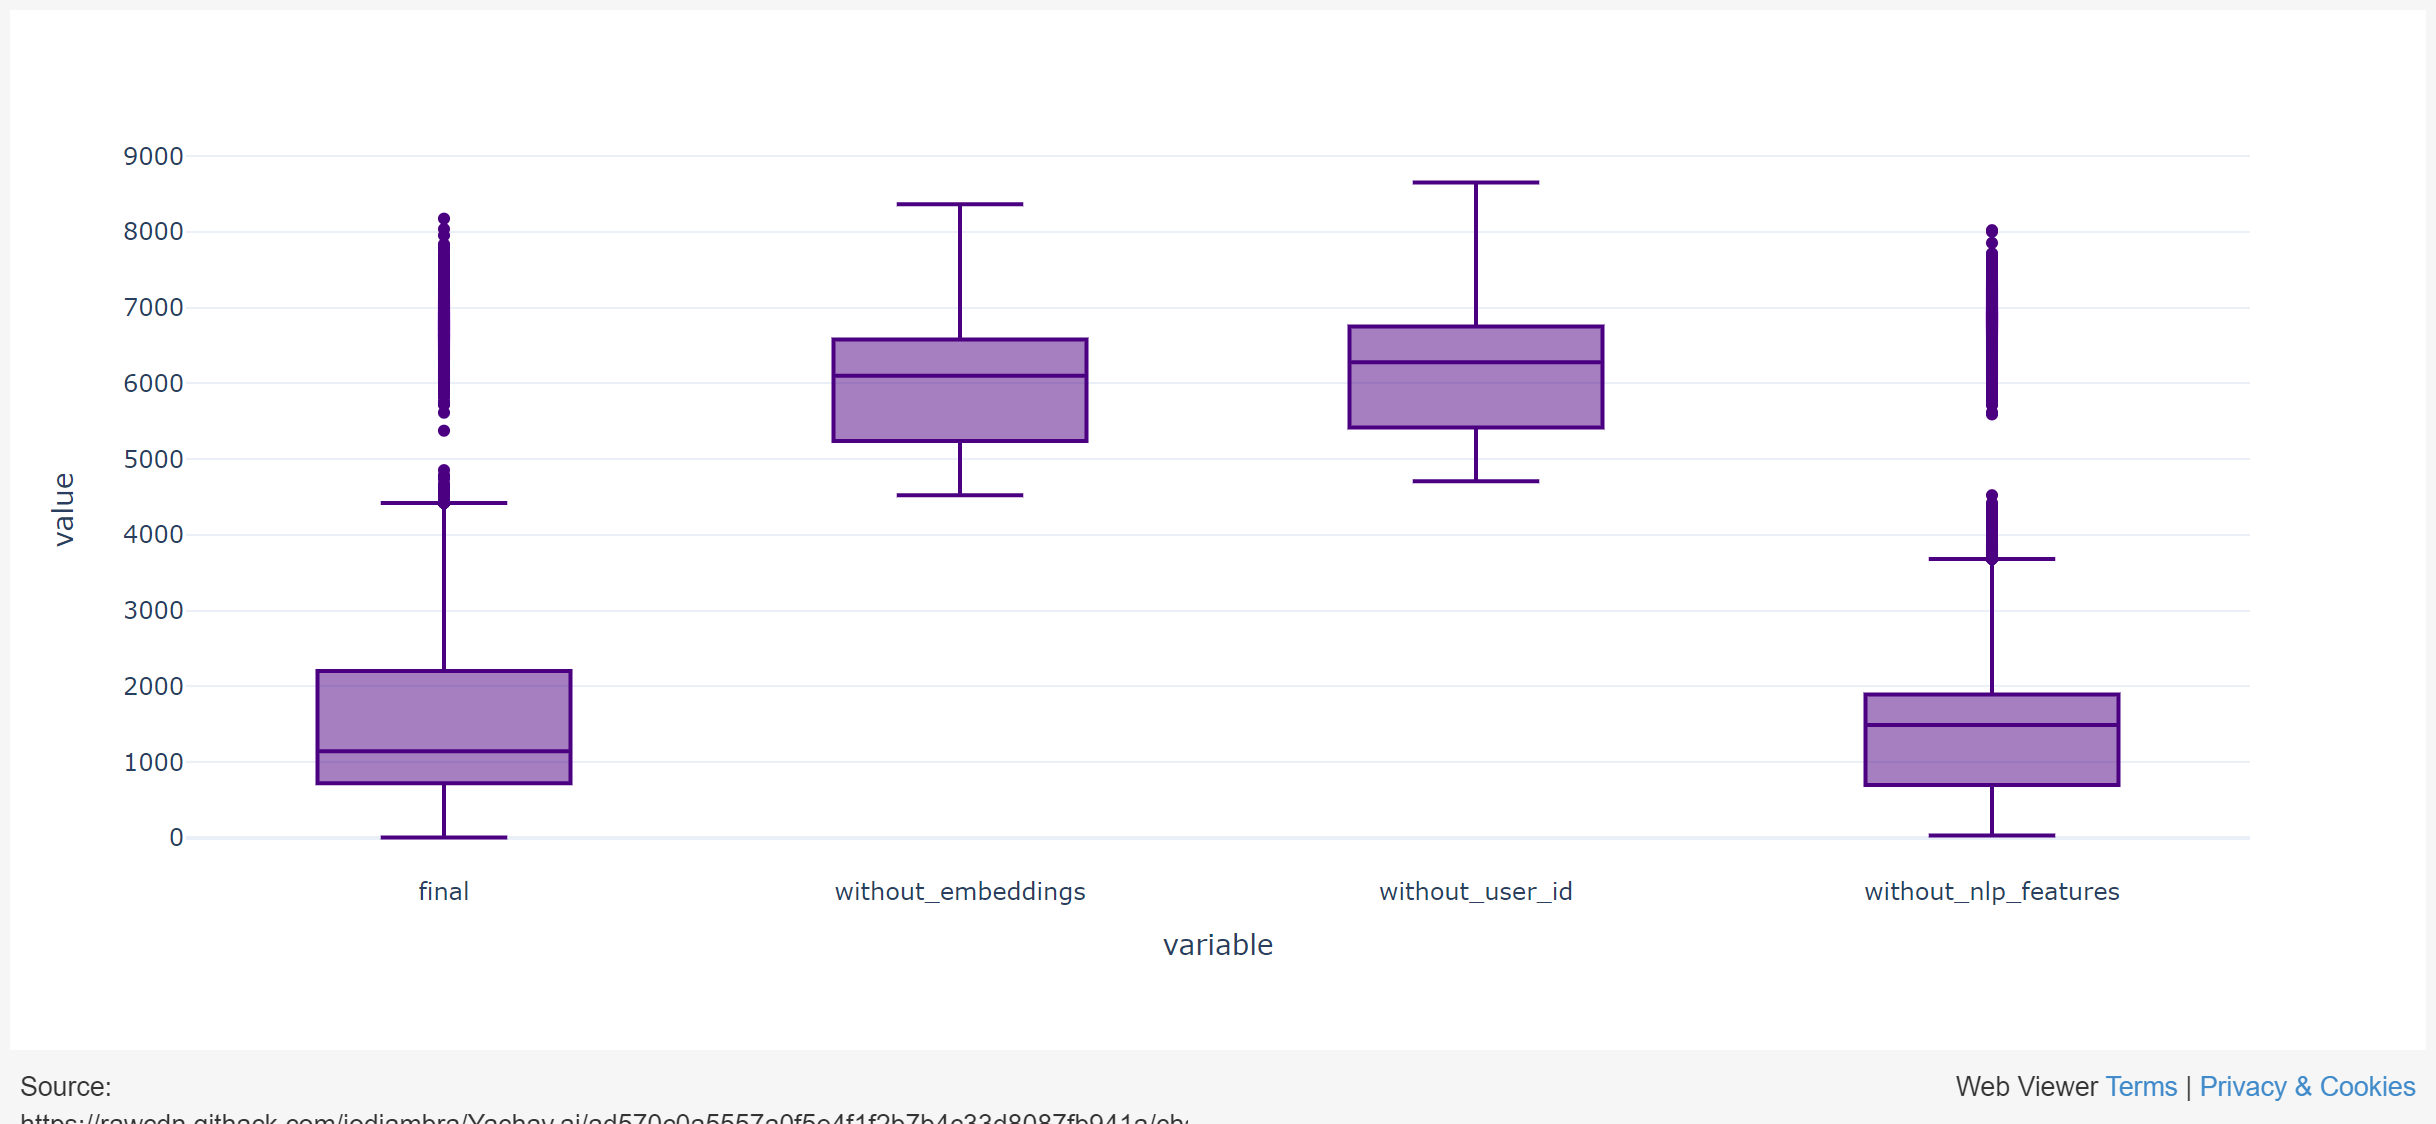 9000
8000
7000
6000
5000
4000
3000
2000
1000
0
value
final
without_embeddings
without_user_id
without_nlp_features
variable
Source:
Web Viewer Terms | Privacy & Cookies